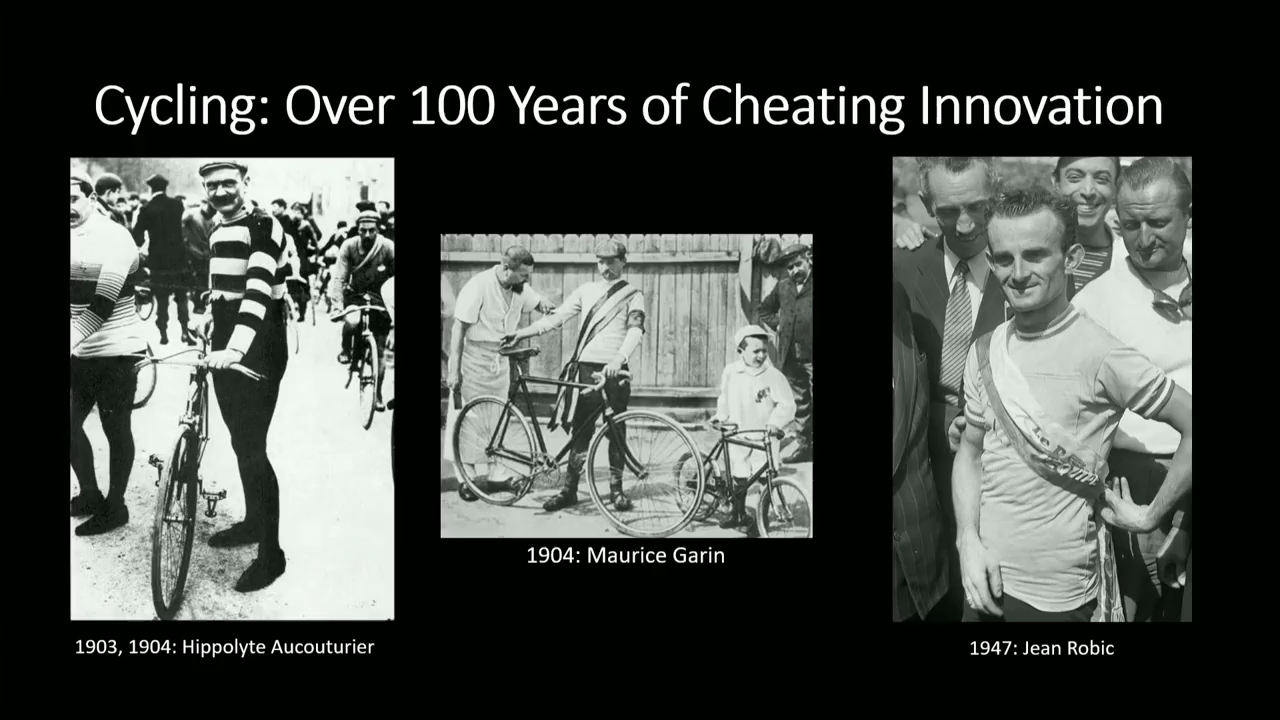 Cycling: Over 100 Years of Cheating Innovation
1904: Maurice Garin
1903, 1904: Hippolyte Aucouturier
1947: Jean Robic